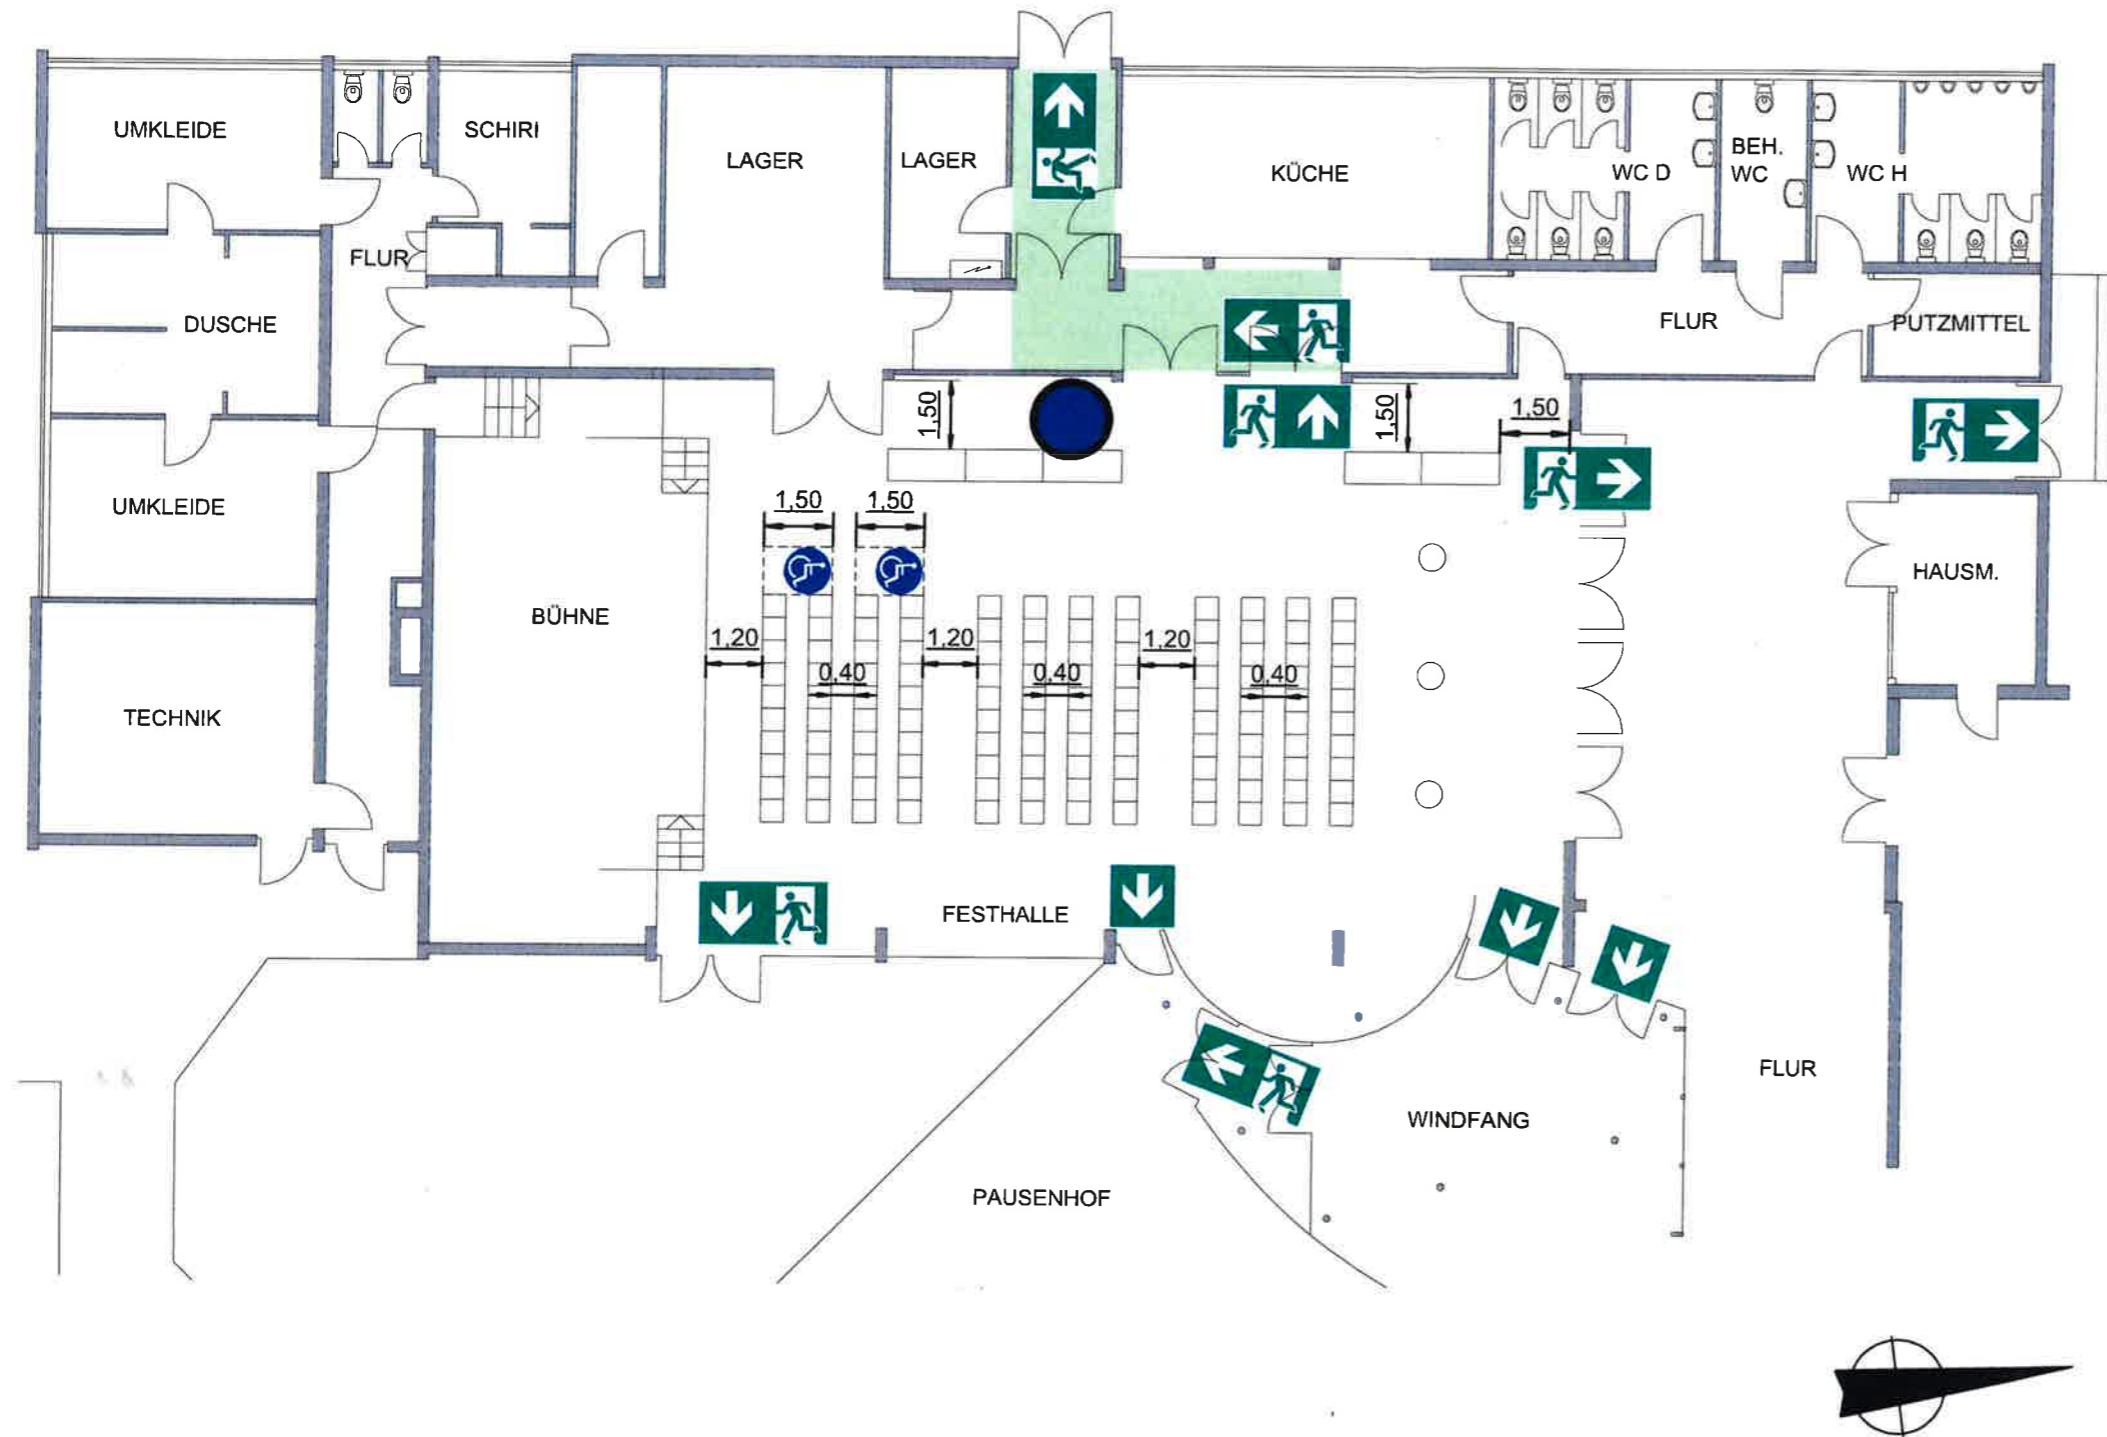 UMKLEIDE
SCHIRI
LAGER
LAGER
KÜCHE
WC D
BEH.
WC
WC H
FLUR
DUSCHE
FLUR
PUTZMITTEL
1,50
1,50
1,50
UMKLEIDE
1,50
1,50
HAUSM.
BÜHNE
1,20
1,20
1,20
0,40
0,40
0,40
TECHNIK
FESTHALLE
FLUR
WINDFANG
PAUSENHOF